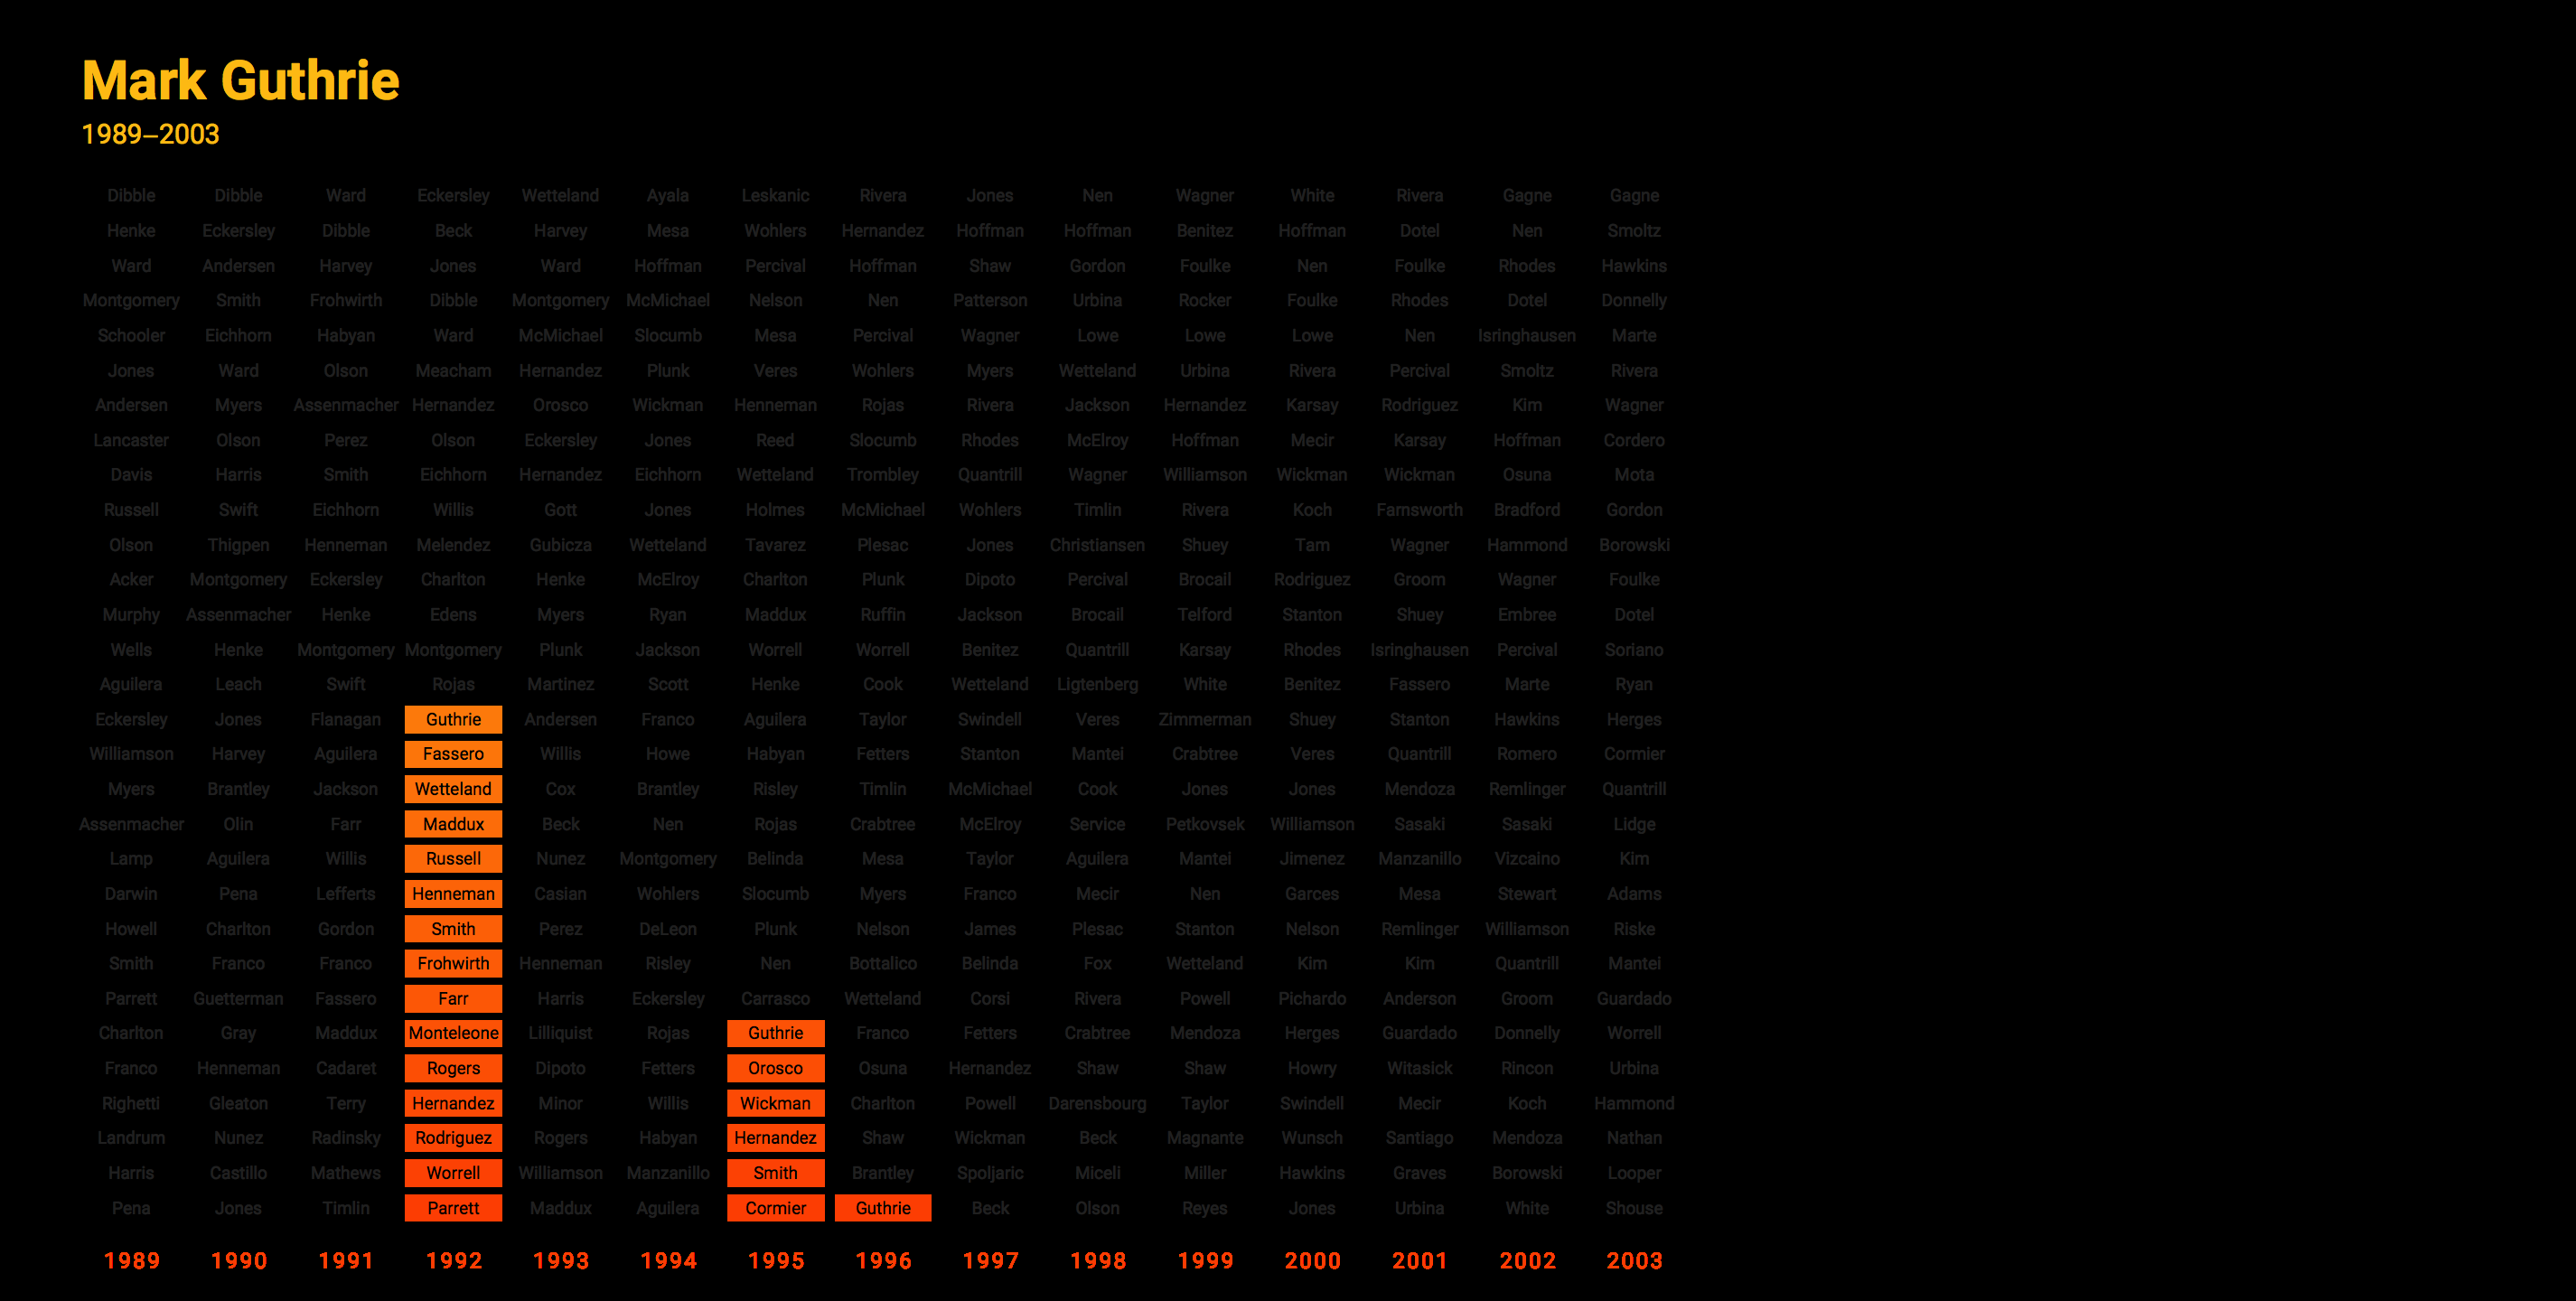 Mark Guthrie
1989–2003
Dibble Dibble Ward Eckersley Wetteland Ayala Leskanic Rivera Jones Nen Wagner White Rivera Gagne Gagne
Henke Eckersley Dibble Beck Harvey Mesa Wohlers Hernandez Hoffman Hoffman Benitez Hoffman Dotel Nen Smoltz
Ward Andersen Harvey Jones Ward Hoffman Percival Hoffman Shaw Gordon Foulke Nen Foulke Rhodes Hawkins
Montgomery Smith Frohwirth Dibble Montgomery McMichael Nelson Nen Patterson Urbina Rocker Foulke Rhodes Dotel Donnelly
Schooler Eichhorn Habyan Ward McMichael Slocumb Mesa Percival Wagner Lowe Lowe Lowe Nen Isringhausen Marte
Jones Ward Olson Meacham Hernandez Plunk Veres Wohlers Myers Wetteland Urbina Rivera Percival Smoltz Rivera
Andersen Myers Assenmacher Hernandez Orosco Wickman Henneman Rojas Rivera Jackson Hernandez Karsay Rodriguez Kim Wagner
Lancaster Olson Perez Olson Eckersley Jones Reed Slocumb Rhodes McElroy Hoffman Mecir Karsay Hoffman Cordero
Davis Harris Smith Eichhorn Hernandez Eichhorn Wetteland Trombley Quantrill Wagner Williamson Wickman Wickman Osuna Mota
Russell Swift Eichhorn Willis Gott Jones Holmes McMichael Wohlers Timlin Rivera Koch Farnsworth Bradford Gordon
Olson Thigpen Henneman Melendez Gubicza Wetteland Tavarez Plesac Jones Christiansen Shuey Tam Wagner Hammond Borowski
Acker Montgomery Eckersley Charlton Henke McElroy Charlton Plunk Dipoto Percival Brocail Rodriguez Groom Wagner Foulke
Murphy Assenmacher Henke Edens Myers Ryan Maddux Ruffin Jackson Brocail Telford Stanton Shuey Embree Dotel
Wells Henke Montgomery Montgomery Plunk Jackson Worrell Worrell Benitez Quantrill Karsay Rhodes Isringhausen Percival Soriano
Aguilera Leach Swift Rojas Martinez Scott Henke Cook Wetteland Ligtenberg White Benitez Fassero Marte Ryan
Eckersley Jones Flanagan Guthrie Andersen Franco Aguilera Taylor Swindell Veres Zimmerman Shuey Stanton Hawkins Herges
Williamson Harvey Aguilera Fassero Willis Howe Habyan Fetters Stanton Mantei Crabtree Veres Quantrill Romero Cormier
Myers Brantley Jackson Wetteland Cox Brantley Risley Timlin McMichael Cook Jones Jones Mendoza Remlinger Quantrill
Assenmacher Olin Farr Maddux Beck Nen Rojas Crabtree McElroy Service Petkovsek Williamson Sasaki Sasaki Lidge
Lamp Aguilera Willis Russell Nunez Montgomery Belinda Mesa Taylor Aguilera Mantei Jimenez Manzanillo Vizcaino Kim
Darwin Pena Lefferts Henneman Casian Wohlers Slocumb Myers Franco Mecir Nen Garces Mesa Stewart Adams
Howell Charlton Gordon Smith Perez DeLeon Plunk Nelson James Plesac Stanton Nelson Remlinger Williamson Riske
Smith Franco Franco Frohwirth Henneman Risley Nen Bottalico Belinda Fox Wetteland Kim Kim Quantrill Mantei
Parrett Guetterman Fassero Farr Harris Eckersley Carrasco Wetteland Corsi Rivera Powell Pichardo Anderson Groom Guardado
Charlton Gray Maddux Monteleone Lilliquist Rojas Guthrie Franco Fetters Crabtree Mendoza Herges Guardado Donnelly Worrell
Franco Henneman Cadaret Rogers Dipoto Fetters Orosco Osuna Hernandez Shaw Shaw Howry Witasick Rincon Urbina
Righetti Gleaton Terry Hernandez Minor Willis Wickman Charlton Powell Darensbourg Taylor Swindell Mecir Koch Hammond
Landrum Nunez Radinsky Rodriguez Rogers Habyan Hernandez Shaw Wickman Beck Magnante Wunsch Santiago Mendoza Nathan
Harris Castillo Mathews Worrell Williamson Manzanillo Smith Brantley Spoljaric Miceli Miller Hawkins Graves Borowski Looper
Pena Jones Timlin Parrett Maddux Aguilera Cormier Guthrie Beck Olson Reyes Jones Urbina White Shouse
1989 1990 1991 1992 1993 1994 1995 1996 1997 1998 1999 2000 2001 2002 2003